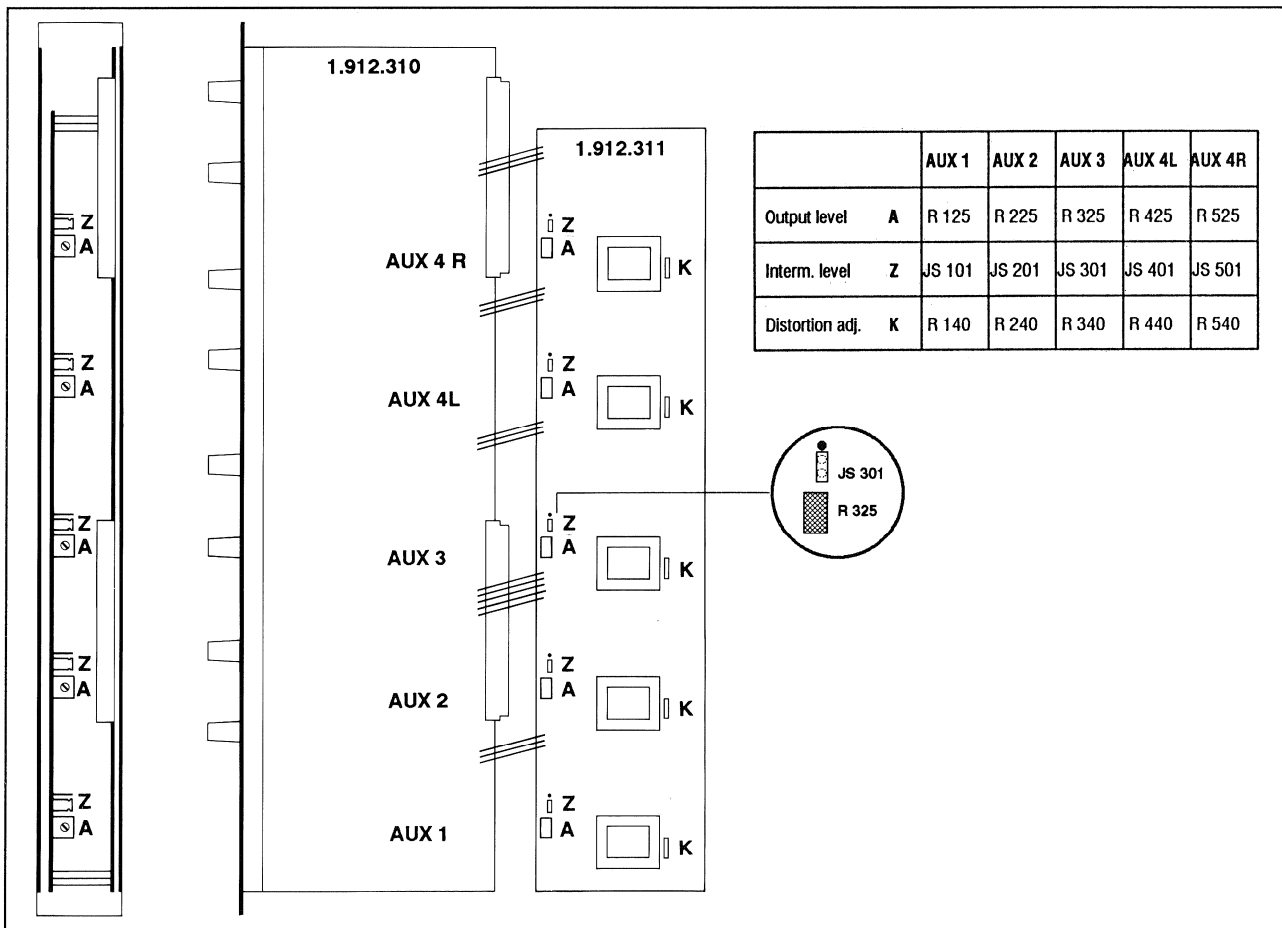 1.912.310
1.912.311
Z
A
Z
A
Z
A
Z
A
Z
A
AUX 4 R
AUX 4L
AUX 3
AUX 2
AUX 1
Z
A
K
Z
A
K
Z
A
K
Z
A
K
Z
A
K
AUX 1 AUX 2 AUX 3 AUX 4L AUX 4R
Output level A R 125 R 225 R 325 R 425 R 525
Interm. level Z JS 101 JS 201 JS 301 JS 401 JS 501
Distortion adj. K R 140 R 240 R 340 R 440 R 540
JS 301
R 325